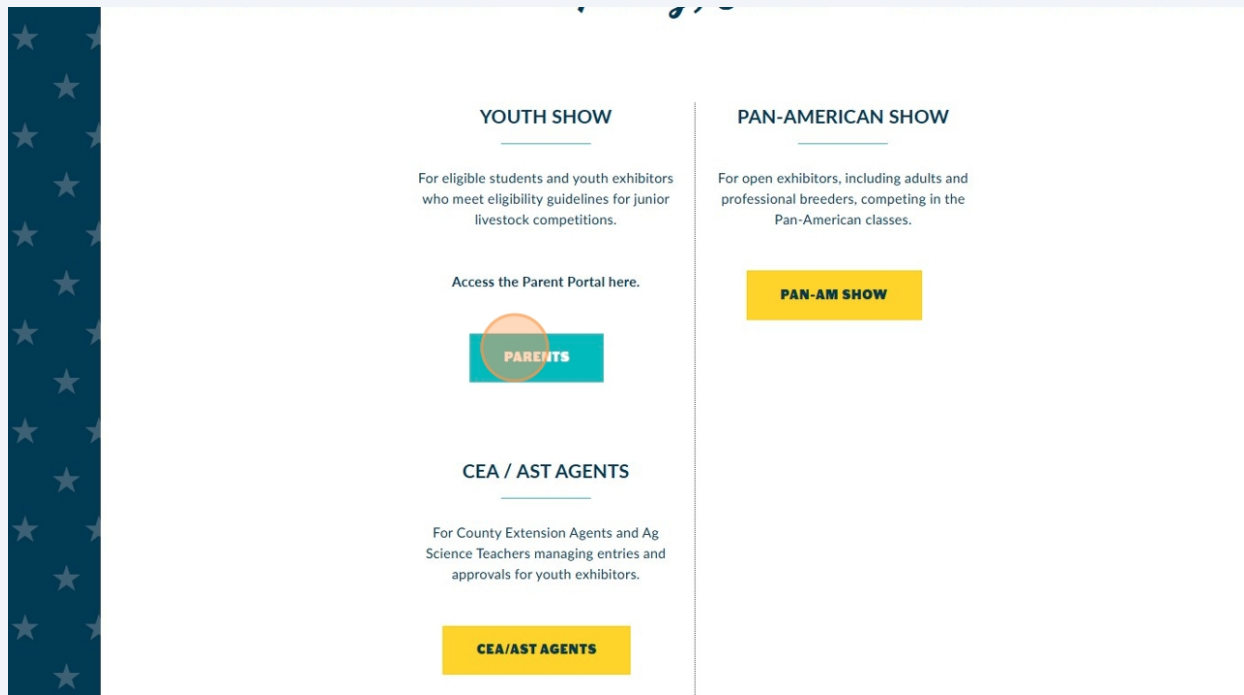 YOUTH SHOW
For eligible students and youth exhibitors
who meet eligibility guidelines for junior
livestock competitions.
Access the Parent Portal here.
PARENTS
CEA / AST AGENTS
For County Extension Agents and Ag
Science Teachers managing entries and
approvals for youth exhibitors.
CEA/AST AGENTS
PAN-AMERICAN SHOW
For open exhibitors, including adults and
professional breeders, competing in the
Pan-American classes.
PAN-AM SHOW